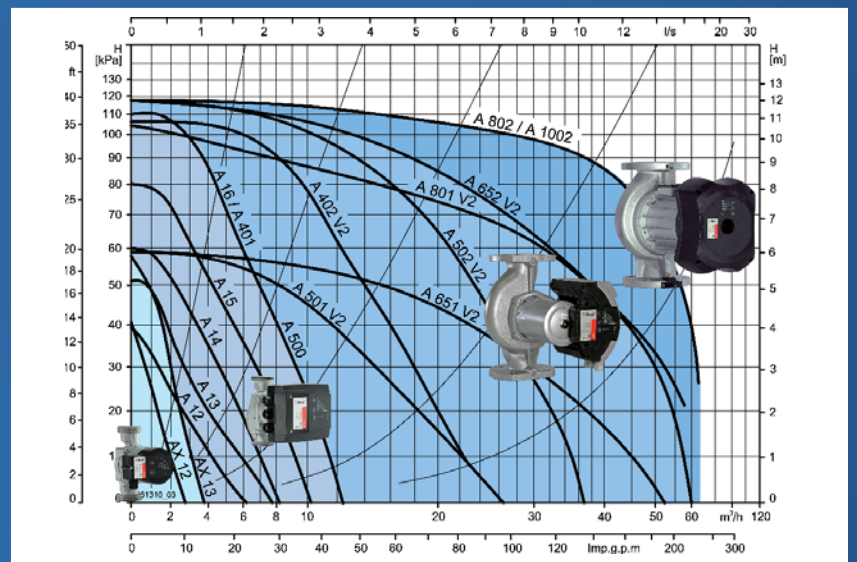 0 1 2 3 4 5 6 7 8 9 10 12 l/s 20 30
50 H H
[kPa] [m]
ft
130 13
40 120 12
110 11
35
100 10
30 90 9
A 802 / A 1002
25 80 8
A 16 / A 401
A 402 V2
A 801 V2
A 652 V2
70 7
A 502 V2
20 60 6
18
50 5
16
A 15
A 501 V2
A 651 V2
14 40 4
A 14
A 500
12
10 30 3
A 13
8 20 2
A 12
6
4 1 1
AX 12
AX 13
2
0 0
51310_03
0 2 4 6 8 10 20 30 40 50 60 m³/h 120
0 10 20 30 40 50 60 80 100 120 Imp.g.p.m 200 300